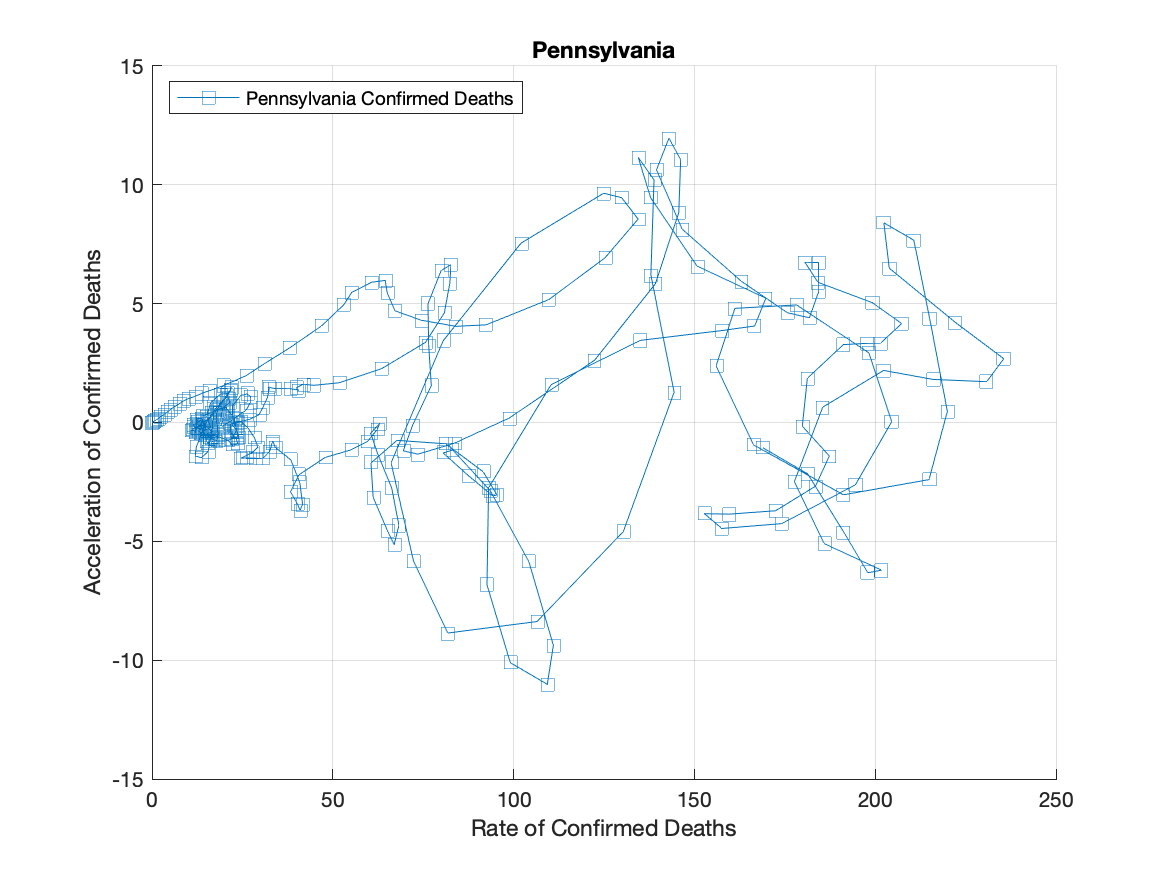 Pennsylvania
15
Pennsylvania Confirmed Deaths
10
5
0
-5
-10
-15
Acceleration of Confirmed Deaths
0 50 100 150 200 250
Rate of Confirmed Deaths